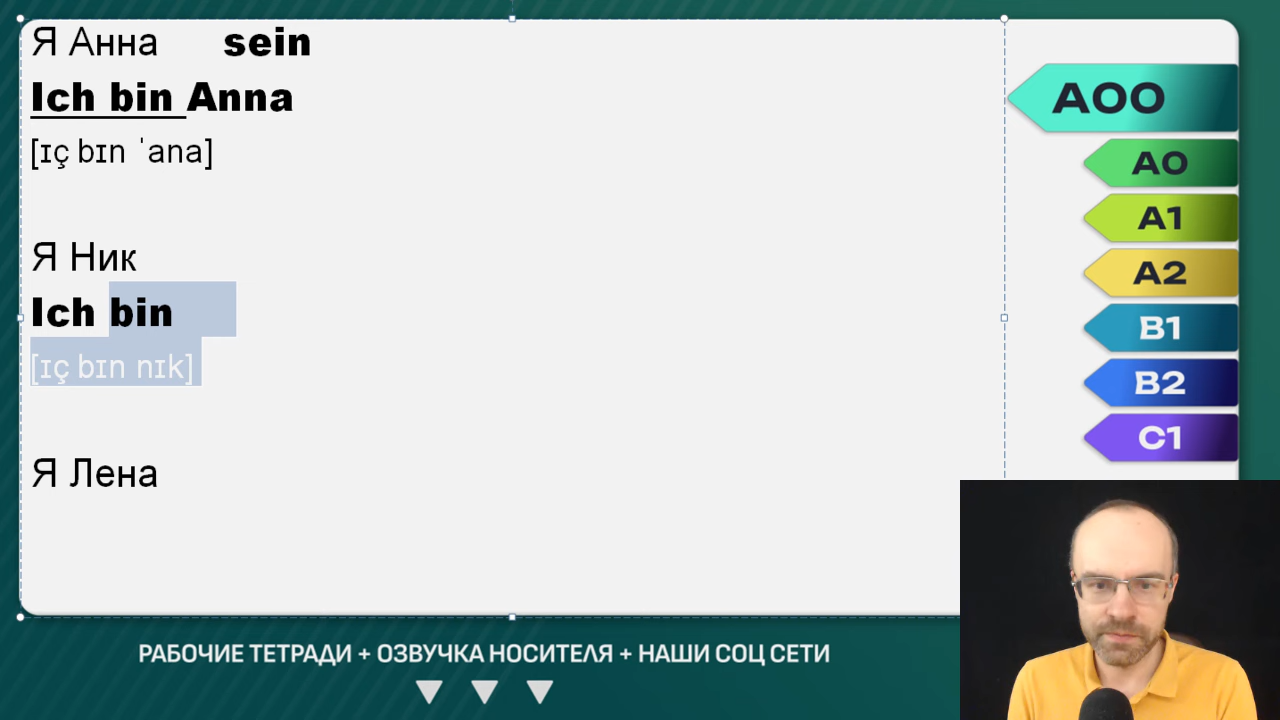 Я Анна sein
Ich bin Anna
[ɪç bɪn ˈana]
Я Ник
Ich bin
[ɪç bɪn nɪk]
Я Лена
A00
A0
A1
A2
B1
B2
C1
РАБОЧИЕ ТЕТРАДИ + ОЗВУЧКА НОСИТЕЛЯ + НАШИ СОЦ СЕТИ